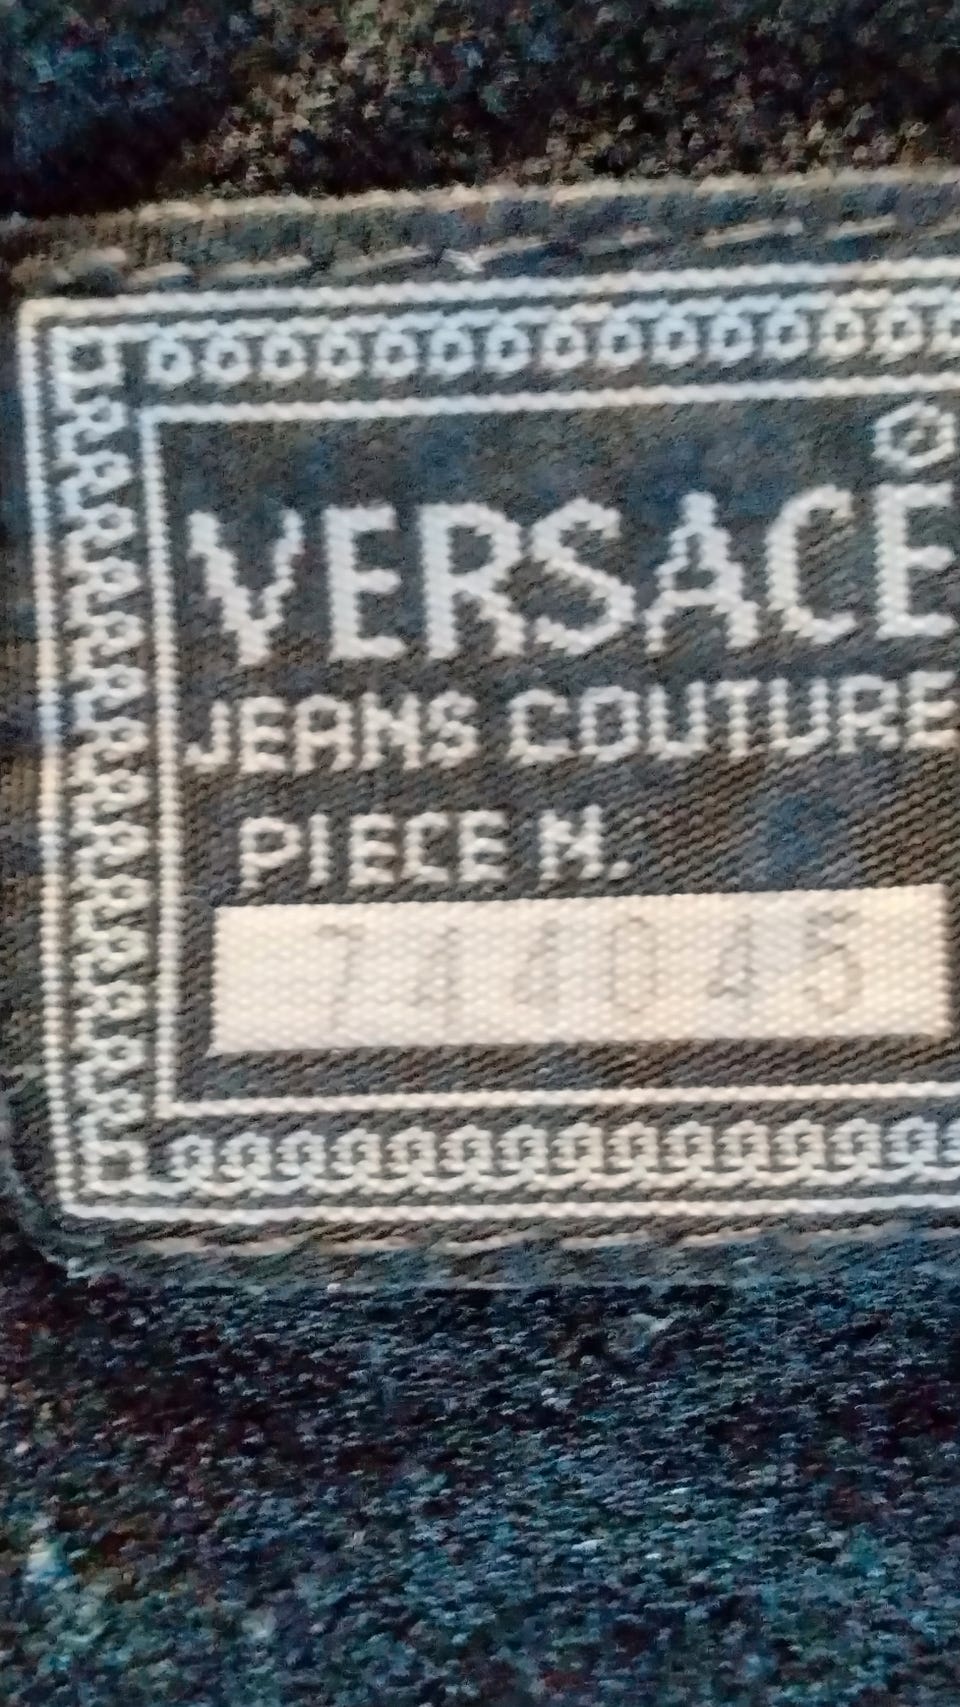 ®
VERSACE
JEANS COUTURE
PIECE N.
744045